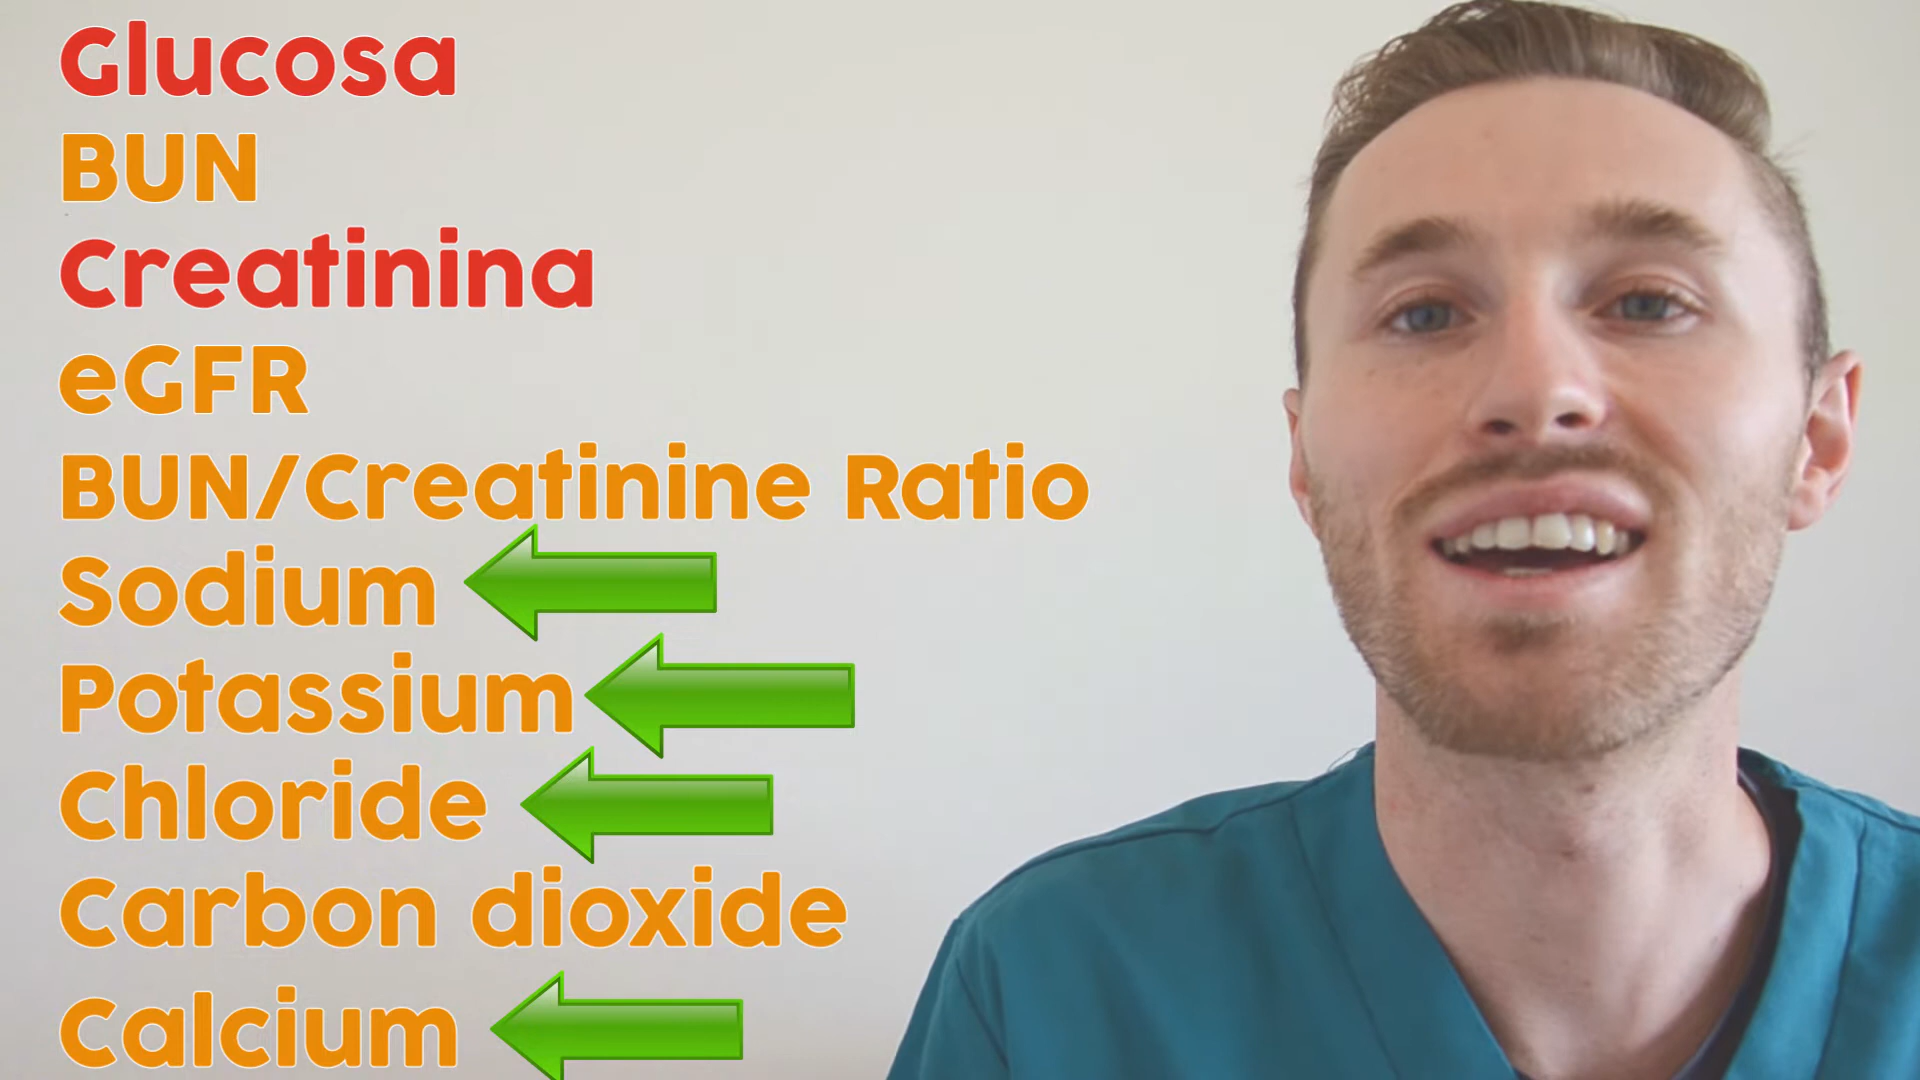 Glucosa
BUN
Creatinina
eGFR
BUN/Creatinine Ratio
Sodium
Potassium
Chloride
Carbon dioxide
Calcium